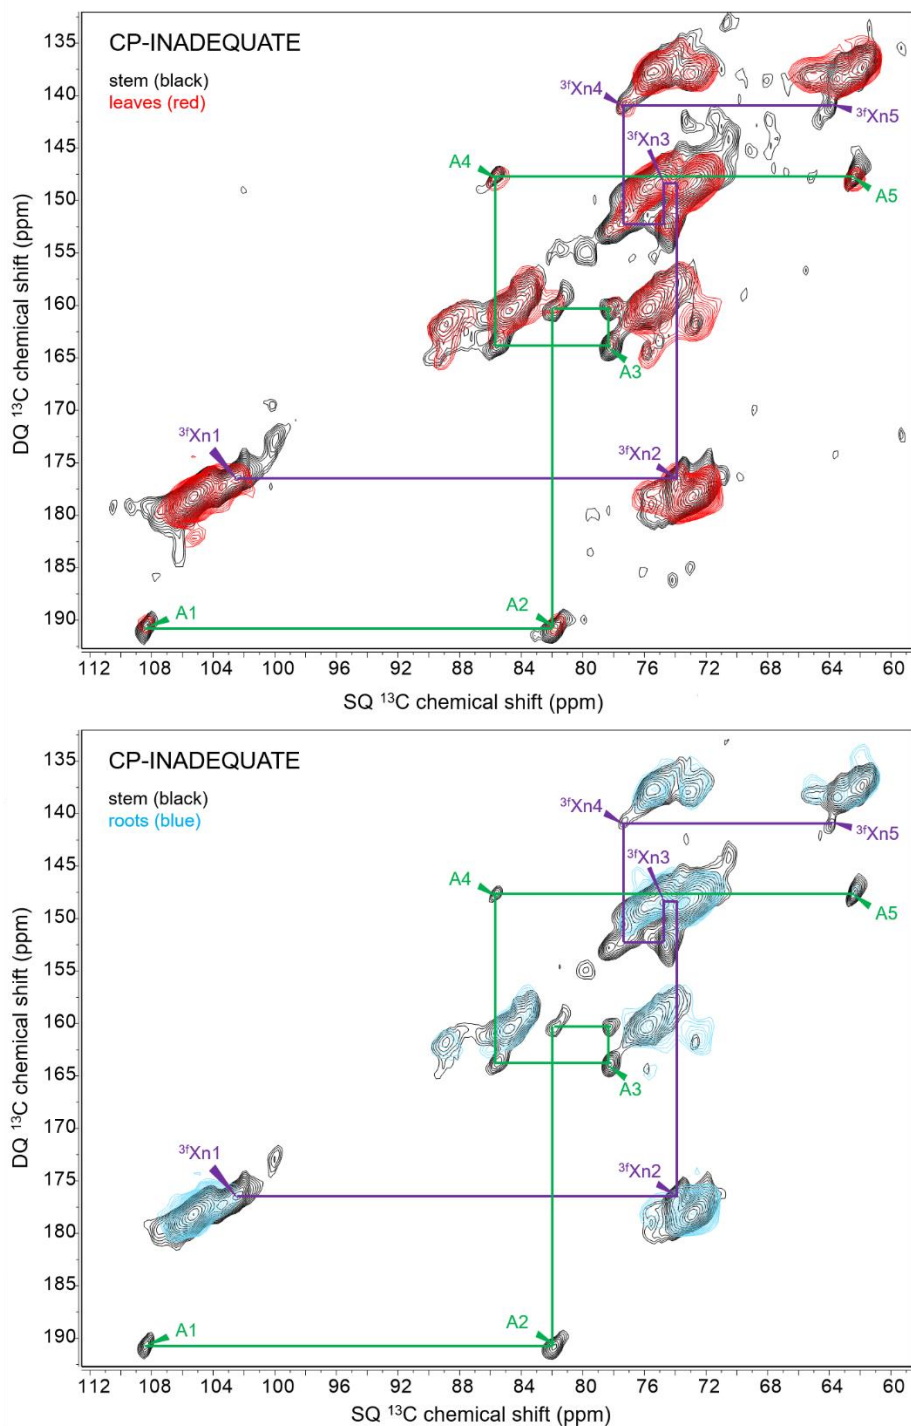 CP-INADEQUATE
stem (black)
leaves (red)
³ᶠXn4
³ᶠXn5
³ᶠXn3
A4
A5
A3
³ᶠXn1
³ᶠXn2
A1
A2
135
140
145
150
155
160
165
170
175
180
185
190
DQ ¹³C chemical shift (ppm)
112 108 104 100 96 92 88 84 80 76 72 68 64 60
SQ ¹³C chemical shift (ppm)
CP-INADEQUATE
stem (black)
roots (blue)
³ᶠXn4
³ᶠXn5
³ᶠXn3
A4
A5
A3
³ᶠXn1
³ᶠXn2
A1
A2
135
140
145
150
155
160
165
170
175
180
185
190
DQ ¹³C chemical shift (ppm)
112 108 104 100 96 92 88 84 80 76 72 68 64 60
SQ ¹³C chemical shift (ppm)